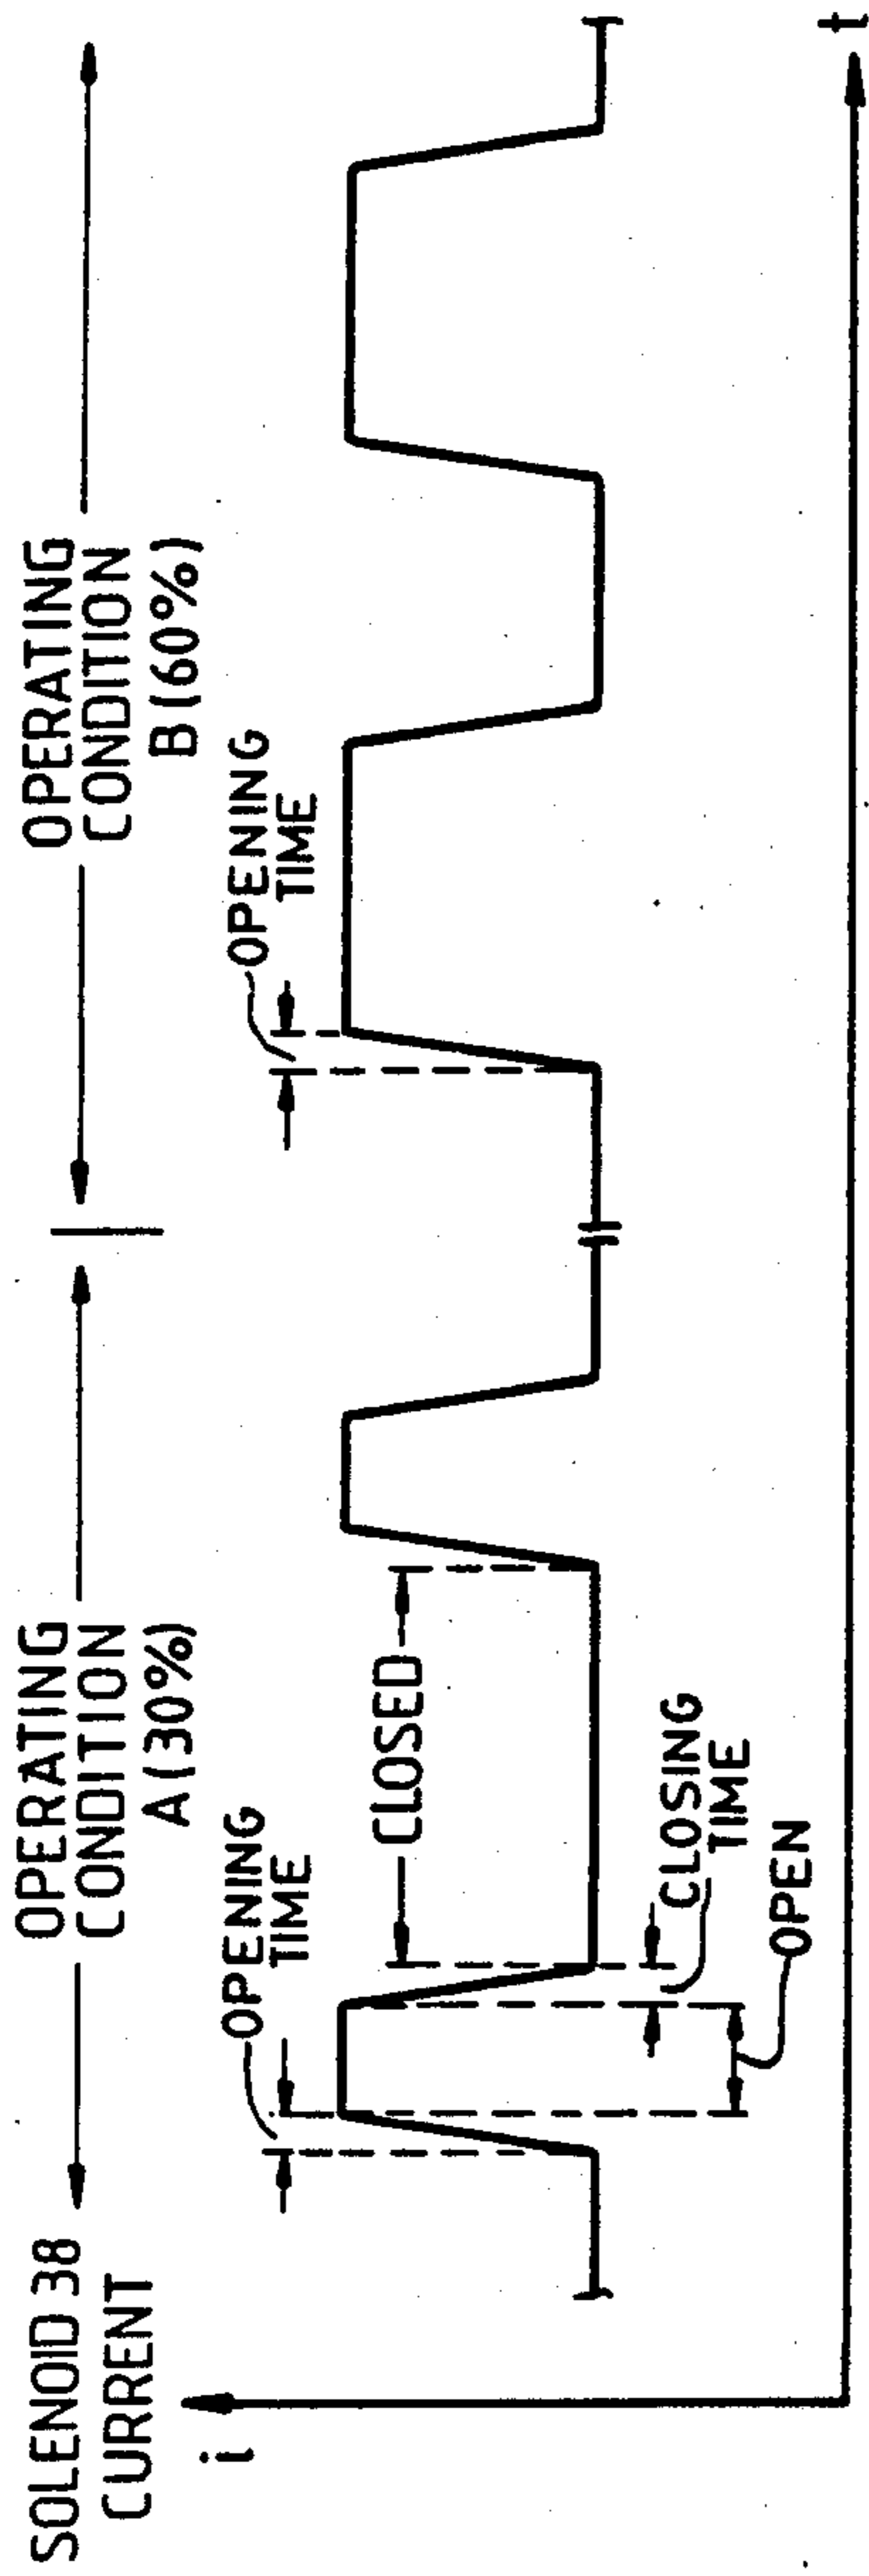 SOLENOID 38
CURRENT
i
OPERATING
CONDITION
A (30%)
OPERATING
CONDITION
B (60%)
OPENING
TIME
CLOSED
CLOSING
TIME
OPEN
OPENING
TIME
t